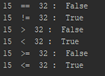 15  ==  32 :  False
15  !=  32 :  True
15  >   32 :  False
15  <   32 :  True
15  >=  32 :  False
15  <=  32 :  True